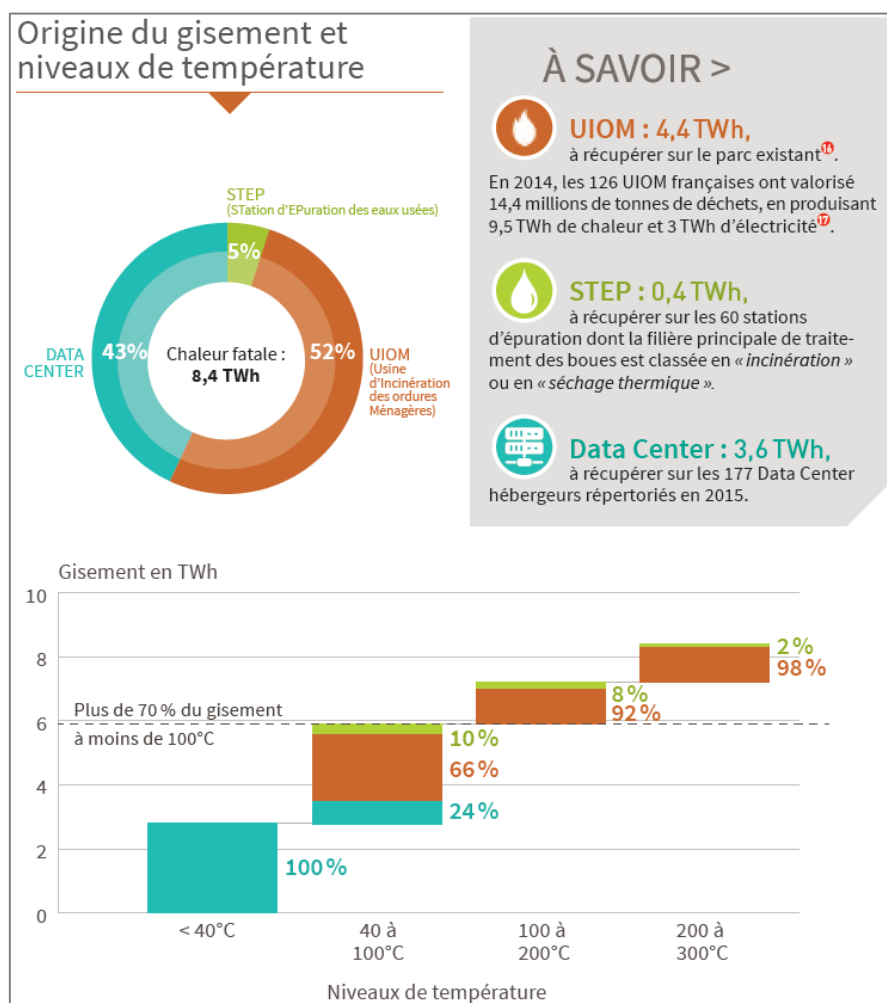 Origine du gisement et
niveaux de température
STEP
(STation d'EPuration des eaux usées)
5%
43%
52%
DATA
CENTER
Chaleur fatale :
8,4 TWh
UIOM
(Usine
d'Incinération
des ordures
Ménagères)
À SAVOIR >
UIOM : 4,4 TWh,
à récupérer sur le parc existant16.
En 2014, les 126 UIOM françaises ont valorisé
14,4 millions de tonnes de déchets, en produisant
9,5 TWh de chaleur et 3 TWh d'électricité17.
STEP : 0,4 TWh,
à récupérer sur les 60 stations
d'épuration dont la filière principale de traite-
ment des boues est classée en « incinération »
ou en « séchage thermique ».
Data Center : 3,6 TWh,
à récupérer sur les 177 Data Center
hébergeurs répertoriés en 2015.
Gisement en TWh
10
8
6
4
2
0
Plus de 70 % du gisement
à moins de 100°C
100 %
10 %
66 %
24 %
8 %
92 %
2 %
98 %
< 40°C
40 à
100°C
100 à
200°C
200 à
300°C
Niveaux de température